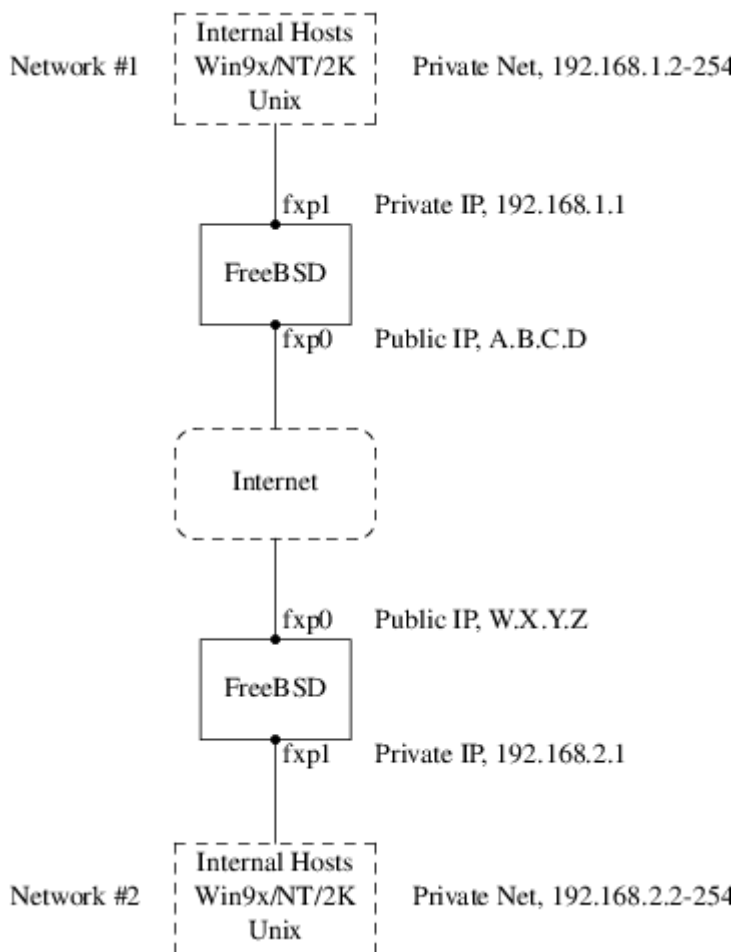 Internal Hosts
Network #1 Win9x/NT/2K Private Net, 192.168.1.2-254
Unix
fxp1 Private IP, 192.168.1.1
FreeBSD
fxp0 Public IP, A.B.C.D
Internet
fxp0 Public IP, W.X.Y.Z
FreeBSD
fxp1 Private IP, 192.168.2.1
Internal Hosts
Network #2 Win9x/NT/2K Private Net, 192.168.2.2-254
Unix